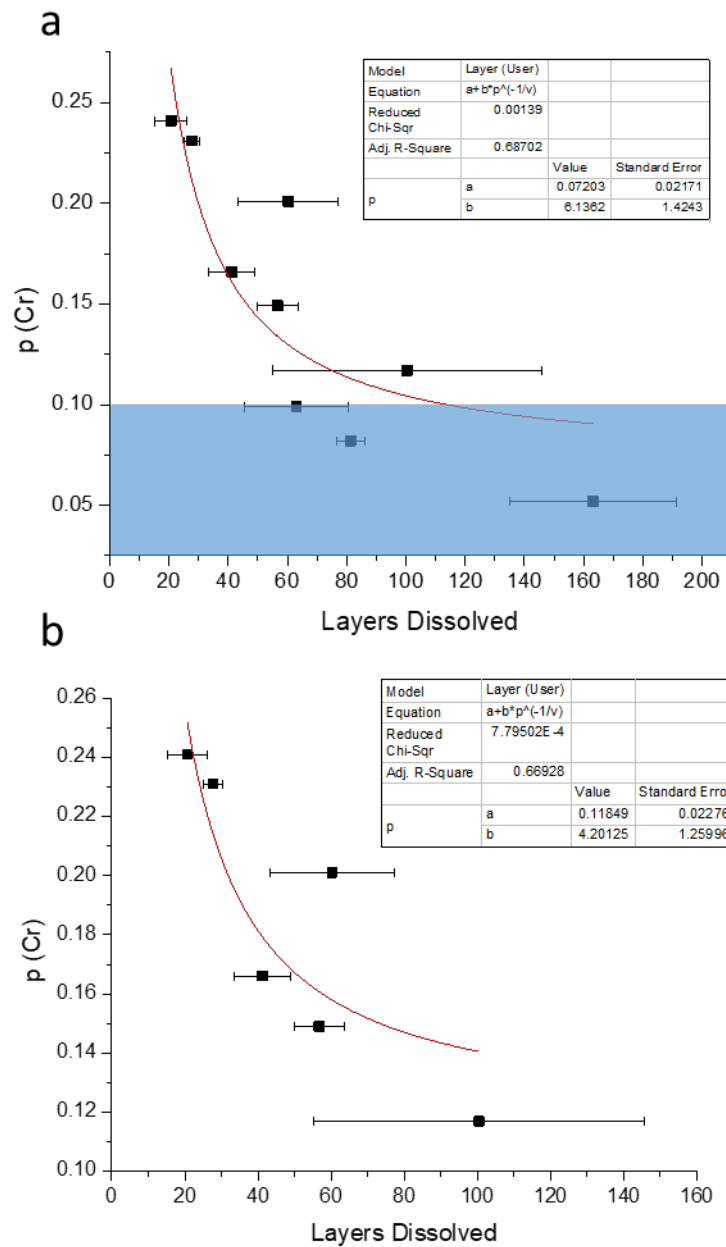 a
Model Layer (User)
Equation a+b*p^(-1/v)
Reduced Chi-Sqr 0.00139
Adj. R-Square 0.68702
Value Standard Error
p a 0.07203 0.02171
b 6.1362 1.4243
0.25
0.20
0.15
0.10
0.05
p (Cr)
0 20 40 60 80 100 120 140 160 180 200
Layers Dissolved
b
Model Layer (User)
Equation a+b*p^(-1/v)
Reduced Chi-Sqr 7.79502E-4
Adj. R-Square 0.66928
Value Standard Error
p a 0.11849 0.02276
b 4.20125 1.25996
0.26
0.24
0.22
0.20
0.18
0.16
0.14
0.12
0.10
p (Cr)
0 20 40 60 80 100 120 140 160
Layers Dissolved